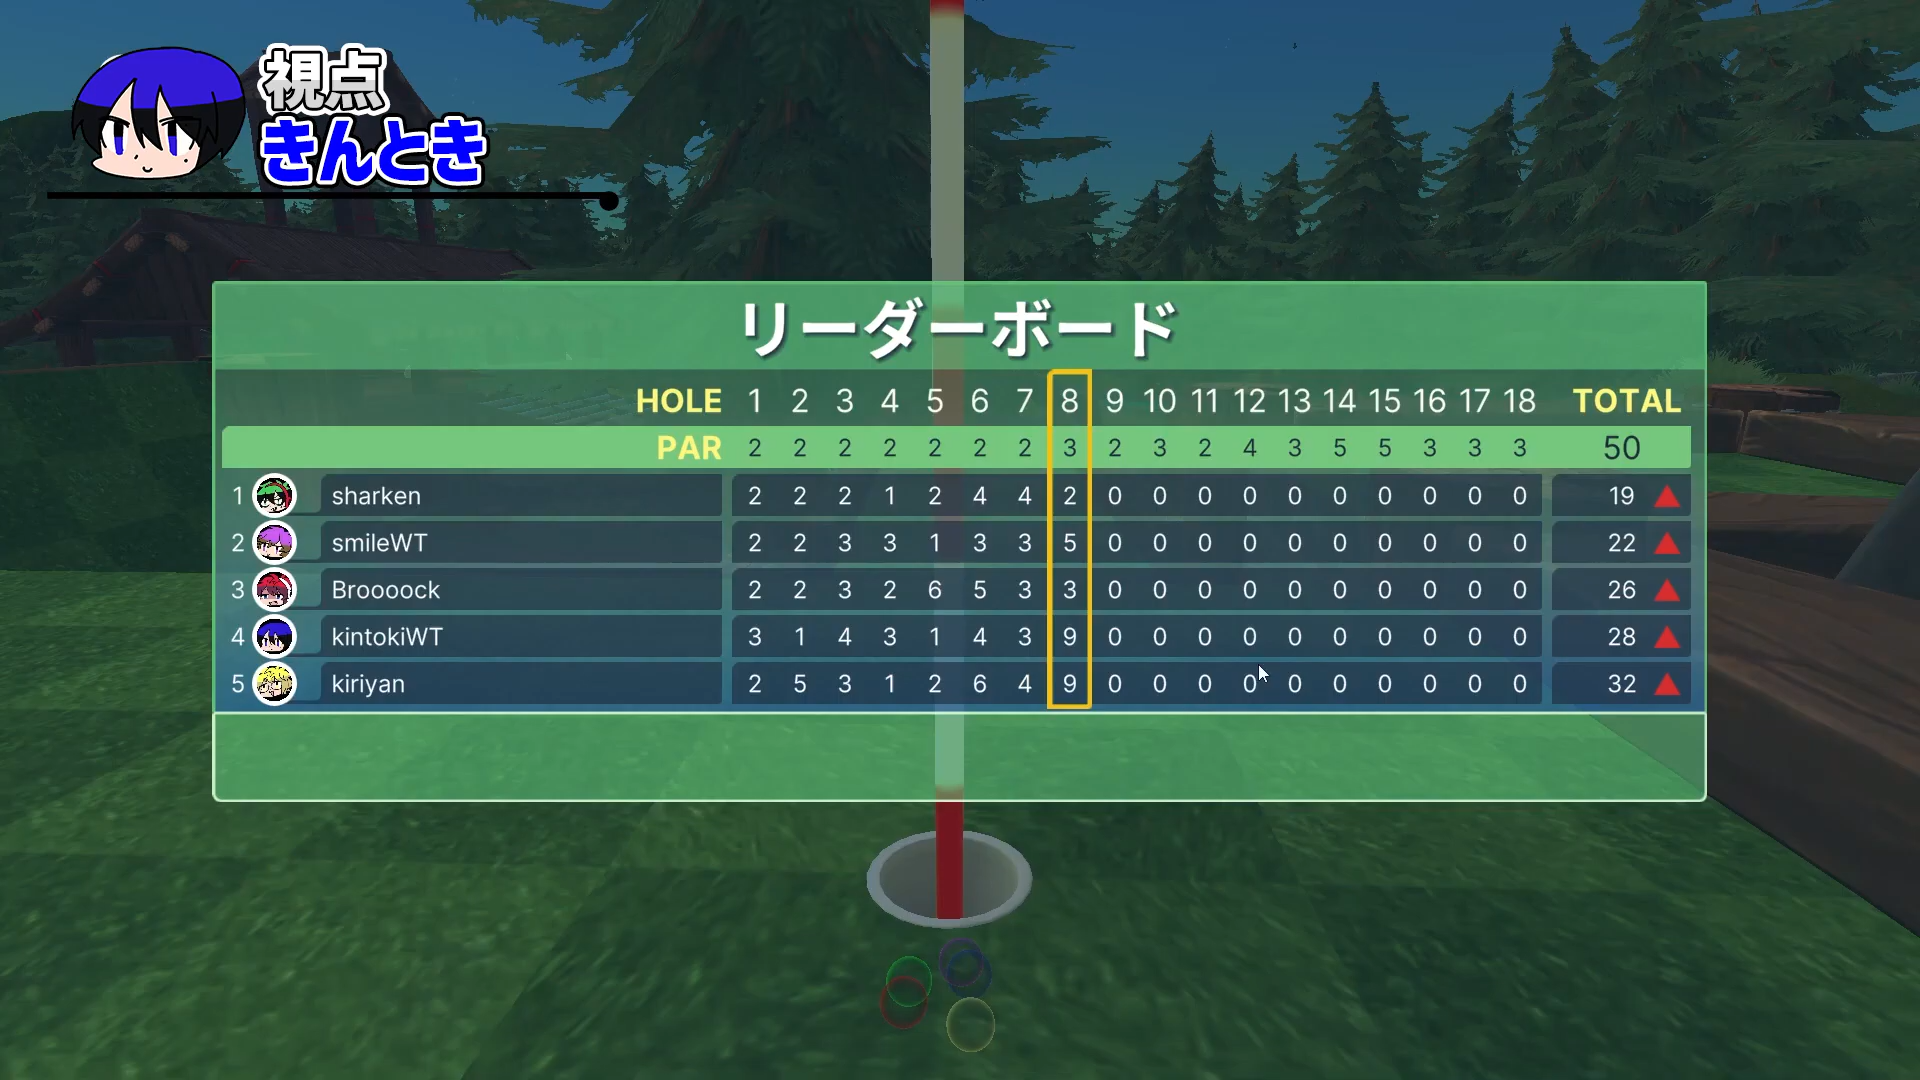 視点
きんとき
リーダーボード
HOLE 1 2 3 4 5 6 7 8 9 10 11 12 13 14 15 16 17 18 TOTAL
PAR 2 2 2 2 2 2 2 3 2 3 2 4 3 5 5 3 3 3 50
1 sharken 2 2 2 1 2 4 4 2 0 0 0 0 0 0 0 0 0 0 19
2 smileWT 2 2 3 3 1 3 3 5 0 0 0 0 0 0 0 0 0 0 22
3 Broooock 2 2 3 2 6 5 3 3 0 0 0 0 0 0 0 0 0 0 26
4 kintokiWT 3 1 4 3 1 4 3 9 0 0 0 0 0 0 0 0 0 0 28
5 kiriyan 2 5 3 1 2 6 4 9 0 0 0 0 0 0 0 0 0 0 32